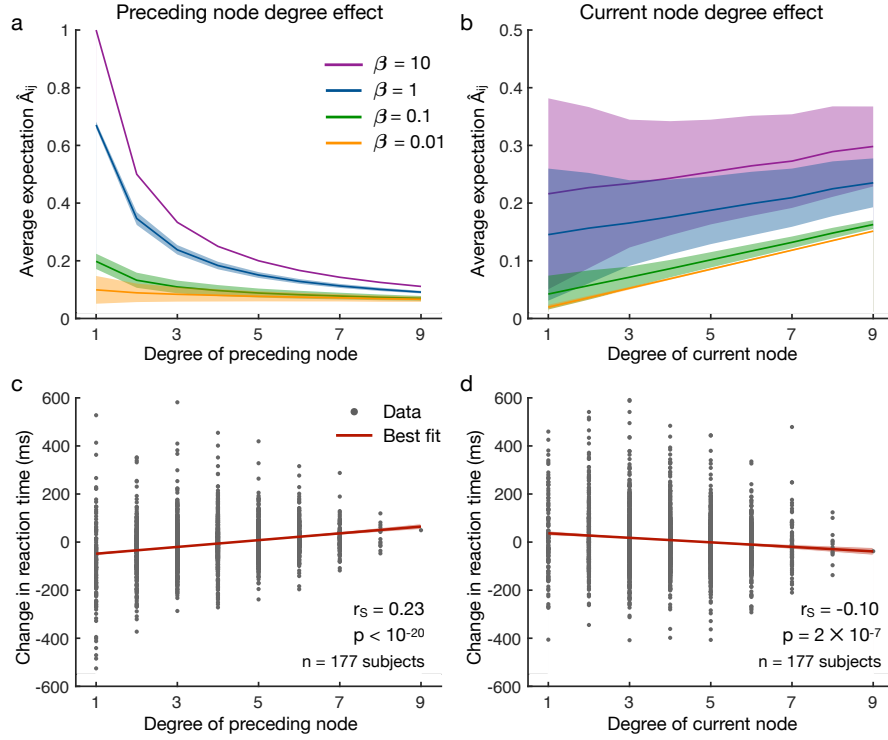 a
Preceding node degree effect
Average expectation Âij
1
0.8
0.6
0.4
0.2
0
β = 10
β = 1
β = 0.1
β = 0.01
1 3 5 7 9
Degree of preceding node
b
Current node degree effect
Average expectation Âij
0.5
0.4
0.3
0.2
0.1
0
1 3 5 7 9
Degree of current node
c
Change in reaction time (ms)
600
400
200
0
-200
-400
-600
Data
Best fit
rS = 0.23
p < 10-20
n = 177 subjects
1 3 5 7 9
Degree of preceding node
d
Change in reaction time (ms)
600
400
200
0
-200
-400
-600
rS = -0.10
p = 2 × 10-7
n = 177 subjects
1 3 5 7 9
Degree of current node